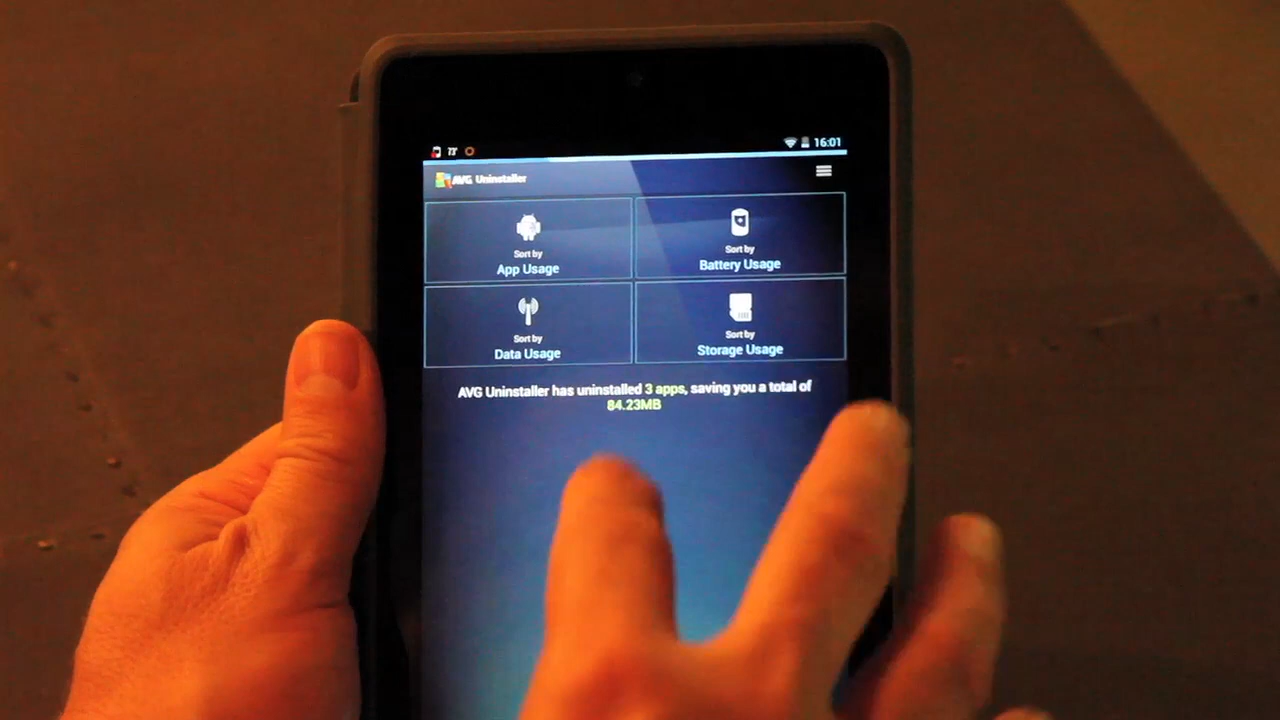 73° 16:01
AVG Uninstaller
Sort by
App Usage
Sort by
Battery Usage
Sort by
Data Usage
Sort by
Storage Usage
AVG Uninstaller has uninstalled 3 apps, saving you a total of
84.23MB